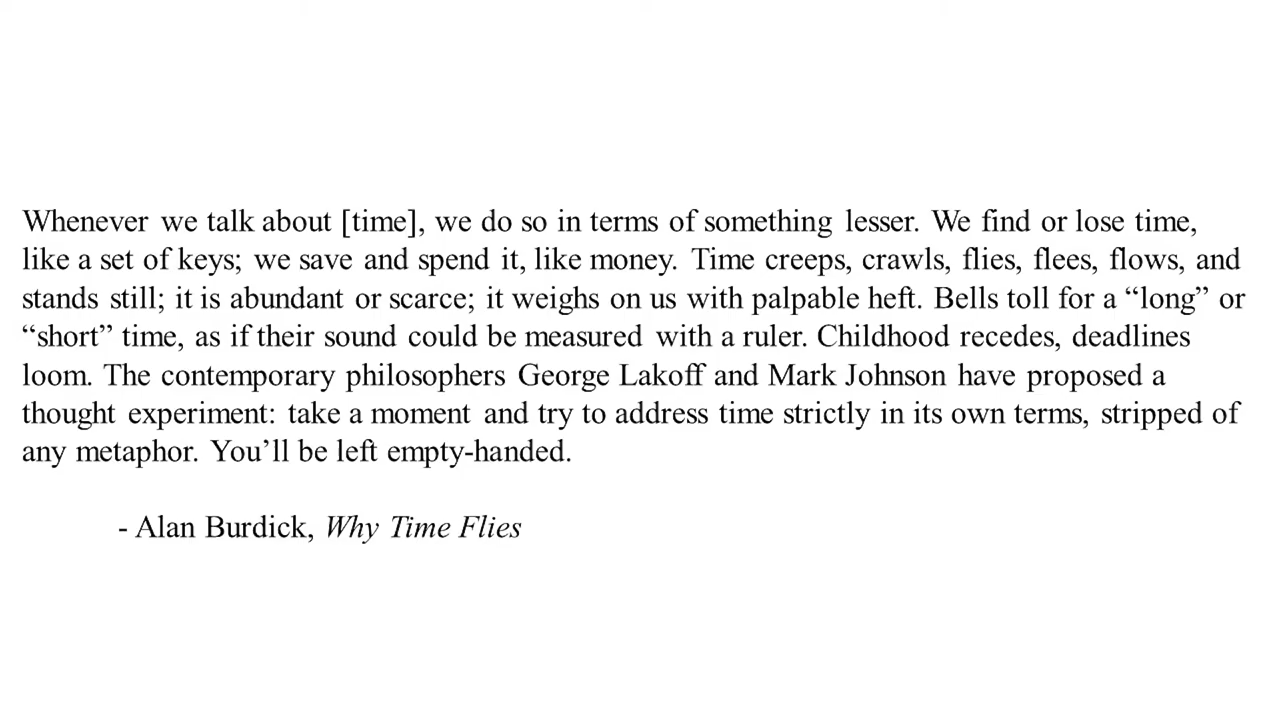 Whenever we talk about [time], we do so in terms of something lesser. We find or lose time,
like a set of keys; we save and spend it, like money. Time creeps, crawls, flies, flees, flows, and
stands still; it is abundant or scarce; it weighs on us with palpable heft. Bells toll for a “long” or
“short” time, as if their sound could be measured with a ruler. Childhood recedes, deadlines
loom. The contemporary philosophers George Lakoff and Mark Johnson have proposed a
thought experiment: take a moment and try to address time strictly in its own terms, stripped of
any metaphor. You’ll be left empty-handed.
- Alan Burdick, Why Time Flies